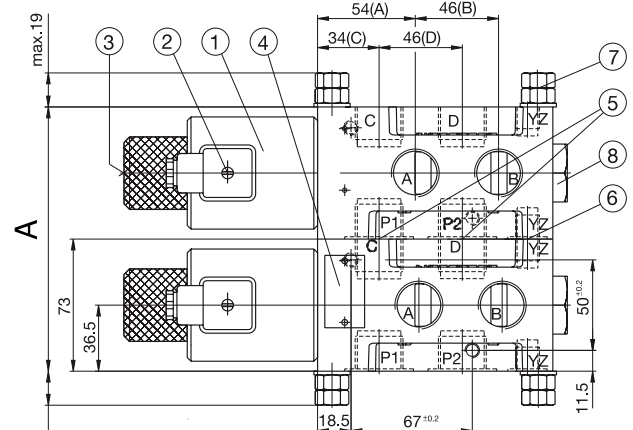 54(A) 46(B)
34(C) 46(D)
max.19
3 2 1 4 7
C D YZ
5
A B
8
P1 P2 YZ
6
C D YZ
A
A B
73
36.5
50 ±0.2
P1 P2 YZ
11.5
18.5 67 ±0.2